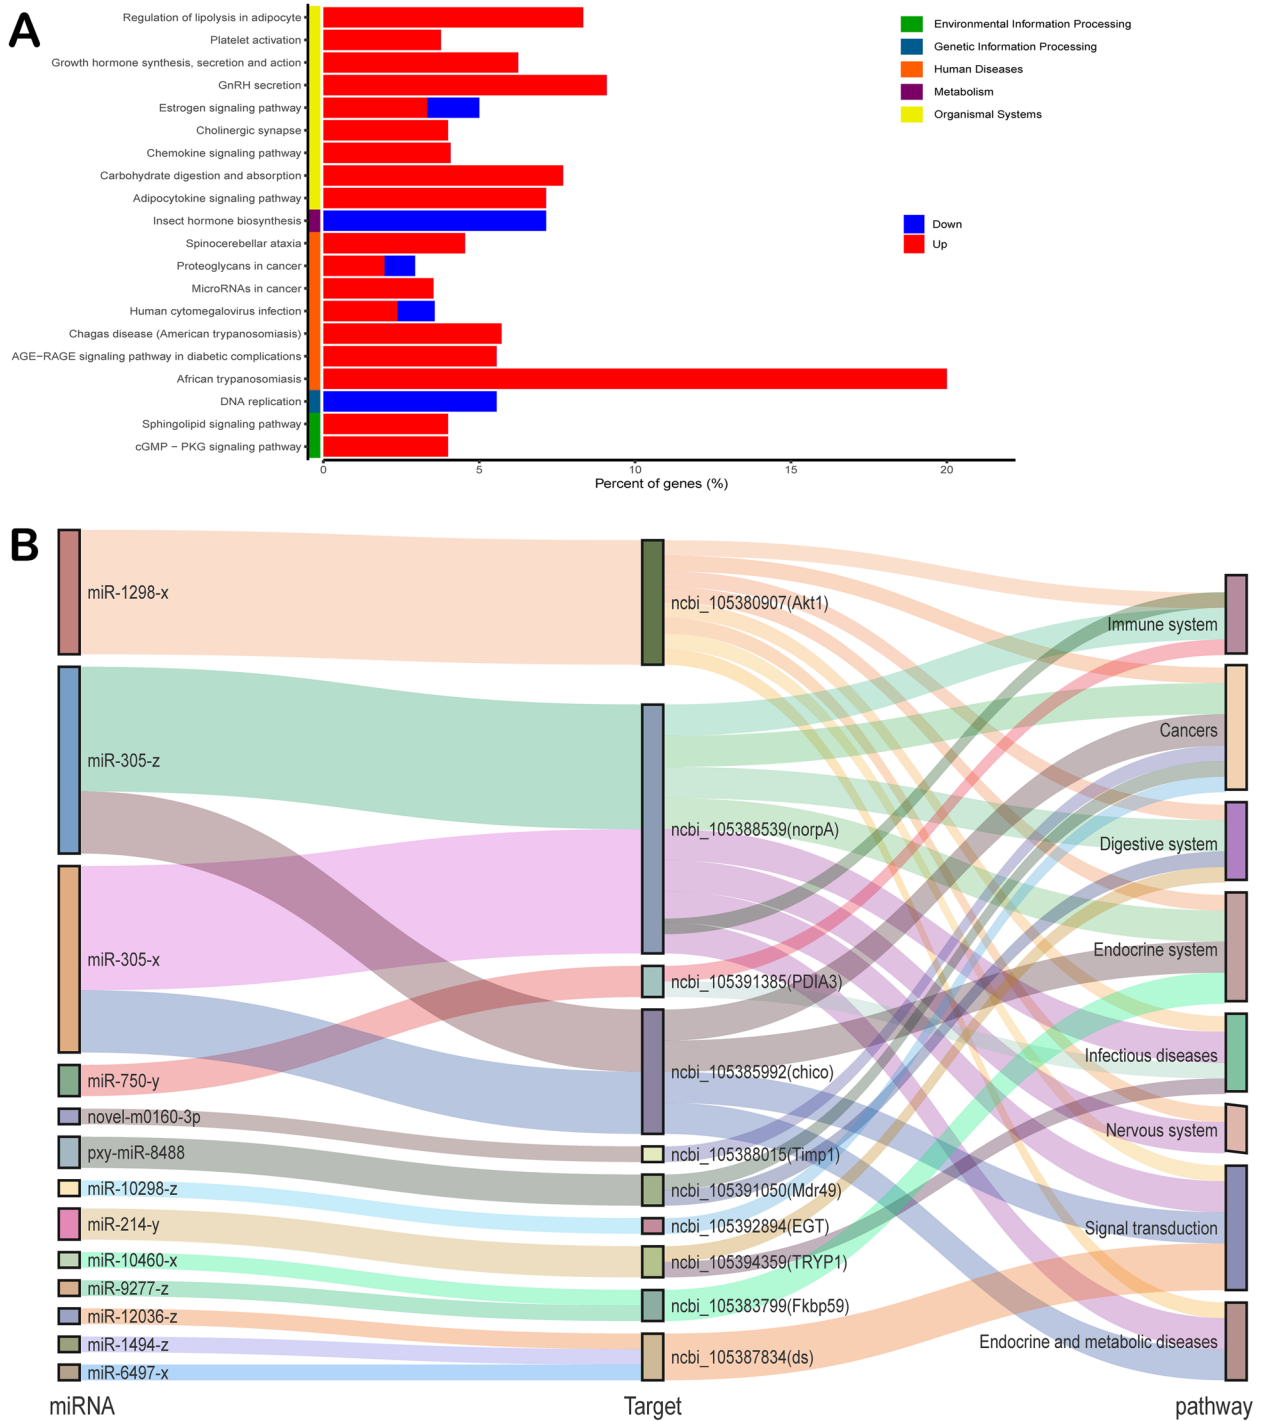 A
Regulation of lipolysis in adipocyte
Platelet activation
Growth hormone synthesis, secretion and action
GnRH secretion
Estrogen signaling pathway
Cholinergic synapse
Chemokine signaling pathway
Carbohydrate digestion and absorption
Adipocytokine signaling pathway
Insect hormone biosynthesis
Spinocerebellar ataxia
Proteoglycans in cancer
MicroRNAs in cancer
Human cytomegalovirus infection
Chagas disease (American trypanosomiasis)
AGE−RAGE signaling pathway in diabetic complications
African trypanosomiasis
DNA replication
Sphingolipid signaling pathway
cGMP − PKG signaling pathway
0 5 10 15 20
Percent of genes (%)
Environmental Information Processing
Genetic Information Processing
Human Diseases
Metabolism
Organismal Systems
Down
Up
B
miR-1298-x
miR-305-z
miR-305-x
miR-750-y
novel-m0160-3p
pxy-miR-8488
miR-10298-z
miR-214-y
miR-10460-x
miR-9277-z
miR-12036-z
miR-1494-z
miR-6497-x
miRNA
ncbi_105380907(Akt1)
ncbi_105388539(norpA)
ncbi_105391385(PDIA3)
ncbi_105385992(chico)
ncbi_105388015(Timp1)
ncbi_105391050(Mdr49)
ncbi_105392894(EGT)
ncbi_105394359(TRYP1)
ncbi_105383799(Fkbp59)
ncbi_105387834(ds)
Target
Immune system
Cancers
Digestive system
Endocrine system
Infectious diseases
Nervous system
Signal transduction
Endocrine and metabolic diseases
pathway